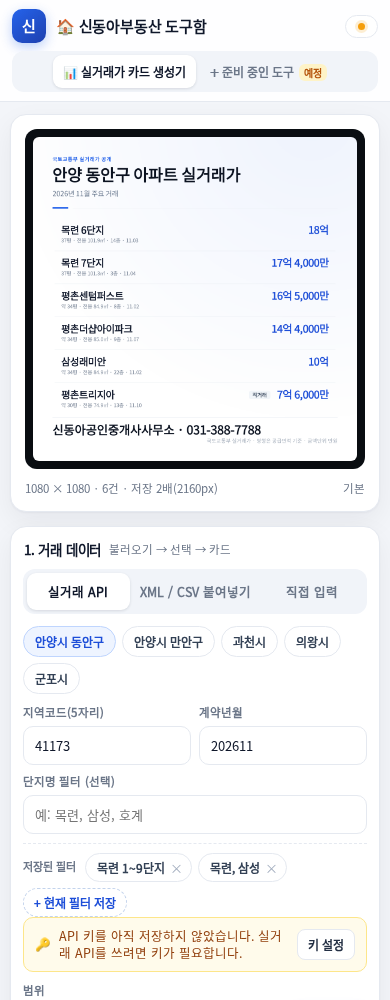 신 🏠 신동아부동산 도구함
📊 실거래가 카드 생성기 + 준비 중인 도구 예정
국토교통부 실거래가 공개
안양 동안구 아파트 실거래가
2026년 11월 주요 거래
목련 6단지 18억
목련 7단지 17억 4,000만
평촌센텀퍼스트 16억 5,000만
평촌더샵아이파크 14억 4,000만
삼성래미안 10억
평촌트리지아 직거래 7억 6,000만
신동아공인중개사사무소 · 031-388-7788
1080 × 1080 · 6건 · 저장 2배(2160px) 기본
1. 거래 데이터 불러오기 → 선택 → 카드
실거래 API XML / CSV 붙여넣기 직접 입력
안양시 동안구 안양시 만안구 과천시 의왕시
군포시
지역코드(5자리) 계약년월
41173 202611
단지명 필터 (선택)
예: 목련, 삼성, 호계
저장된 필터 목련 1~9단지 × 목련, 삼성 ×
+ 현재 필터 저장
🔑 API 키를 아직 저장하지 않았습니다. 실거
래 API를 쓰려면 키가 필요합니다. 키 설정
범위